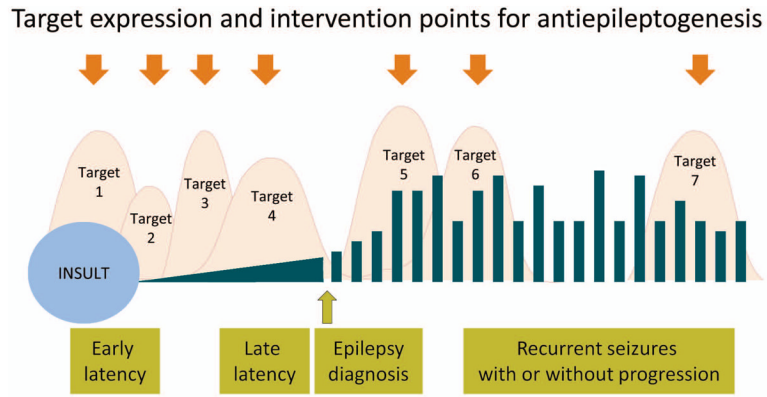 Target expression and intervention points for antiepileptogenesis
Target
1
Target
2
Target
3
Target
4
Target
5
Target
6
Target
7
INSULT
Early
latency
Late
latency
Epilepsy
diagnosis
Recurrent seizures
with or without progression